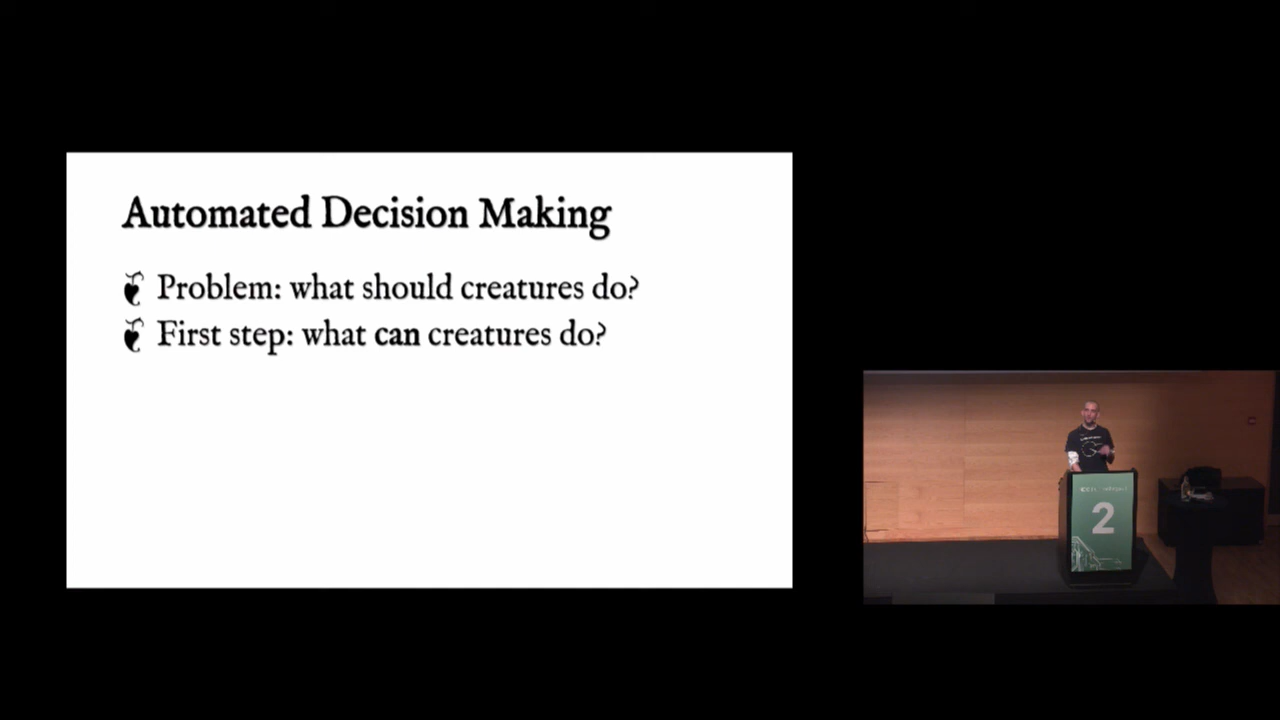 Automated Decision Making
Problem: what should creatures do?
First step: what can creatures do?
2